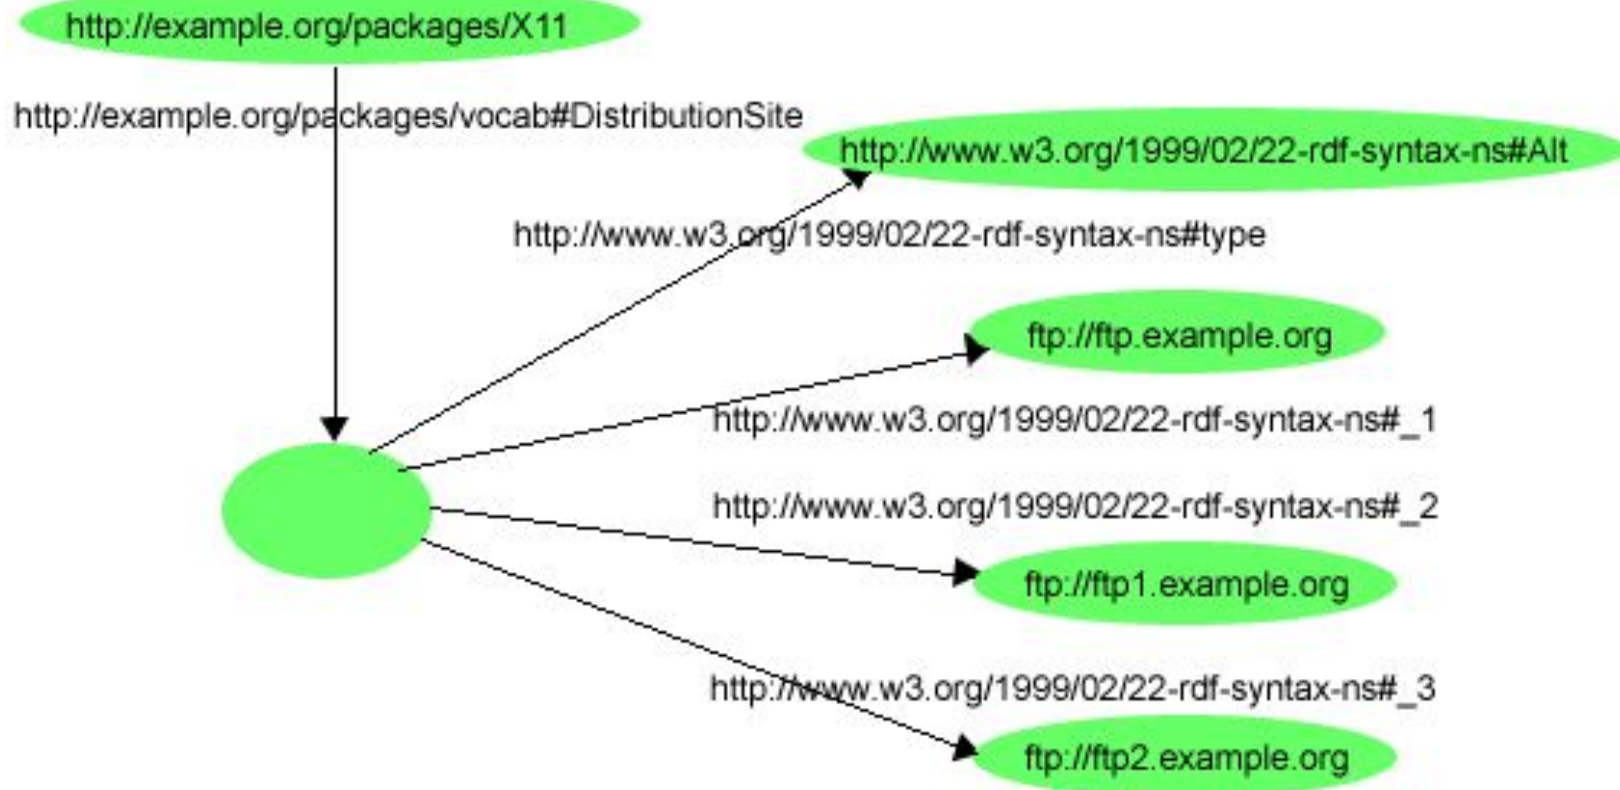 http://example.org/packages/X11
http://example.org/packages/vocab#DistributionSite
http://www.w3.org/1999/02/22-rdf-syntax-ns#Alt
http://www.w3.org/1999/02/22-rdf-syntax-ns#type
ftp://ftp.example.org
http://www.w3.org/1999/02/22-rdf-syntax-ns#_1
http://www.w3.org/1999/02/22-rdf-syntax-ns#_2
ftp://ftp1.example.org
http://www.w3.org/1999/02/22-rdf-syntax-ns#_3
ftp://ftp2.example.org